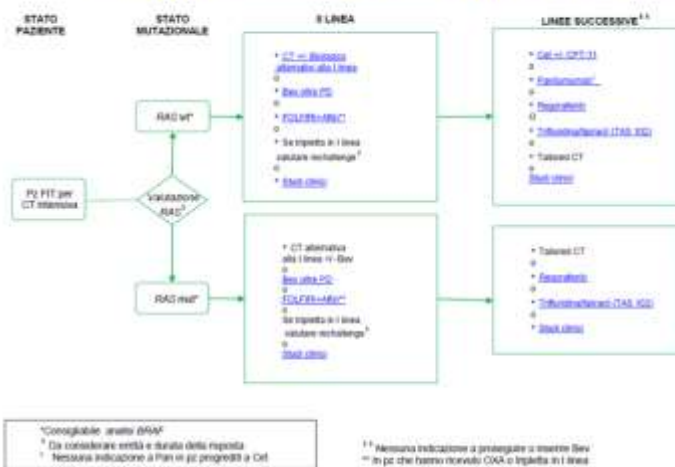 STATO
PAZIENTE
STATO
MUTAZIONALE
II LINEA
LINEE SUCCESSIVE
Pz FIT per
CT intensiva
Valutazione
RAS
RAS wt*
RAS mut*
* CT +/- Biologico
alternativo alla I linea
o
* Bev oltre PD
o
* FOLFIRI+Afli**
o
* Se tripletta in I linea
valutare rechallenge
o
* Studi clinici
* CT alternativa
alla I linea +/- Bev
o
Bev oltre PD
o
FOLFIRI+Afli**
o
Se tripletta in I linea,
valutare rechallenge
o
Studi clinici
* Cet +/- CPT-11
o
* Panitumumab
o
* Regorafenib
o
* Trifluridina/tipiracil (TAS 102)
o
* Tailored CT
o
Studi clinici
* Tailored CT
o
* Regorafenib
o
* Trifluridina/tipiracil (TAS 102)
o
* Studi clinici
*Consigliabile analisi BRAF
Da considerare entità e durata della risposta
Nessuna indicazione a Pan in pz progrediti a Cet
Nessuna indicazione a proseguire o inserire Bev
** In pz che hanno ricevuto OXA o tripletta in I linea